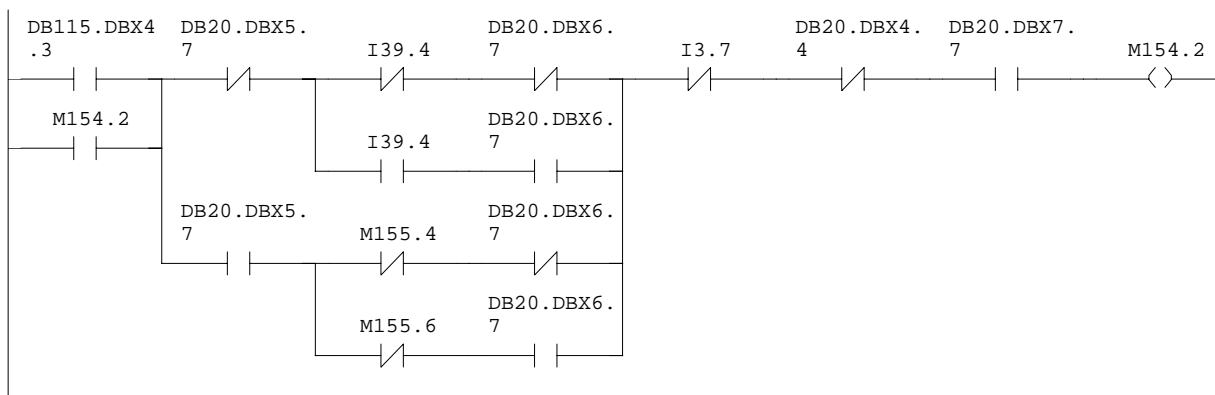 DB115.DBX4 DB20.DBX5. DB20.DBX6. DB20.DBX4. DB20.DBX7.
.3 7 I39.4 7 I3.7 4 7 M154.2
M154.2 DB20.DBX6.
I39.4 7
DB20.DBX5. DB20.DBX6.
7 M155.4 7
DB20.DBX6.
M155.6 7